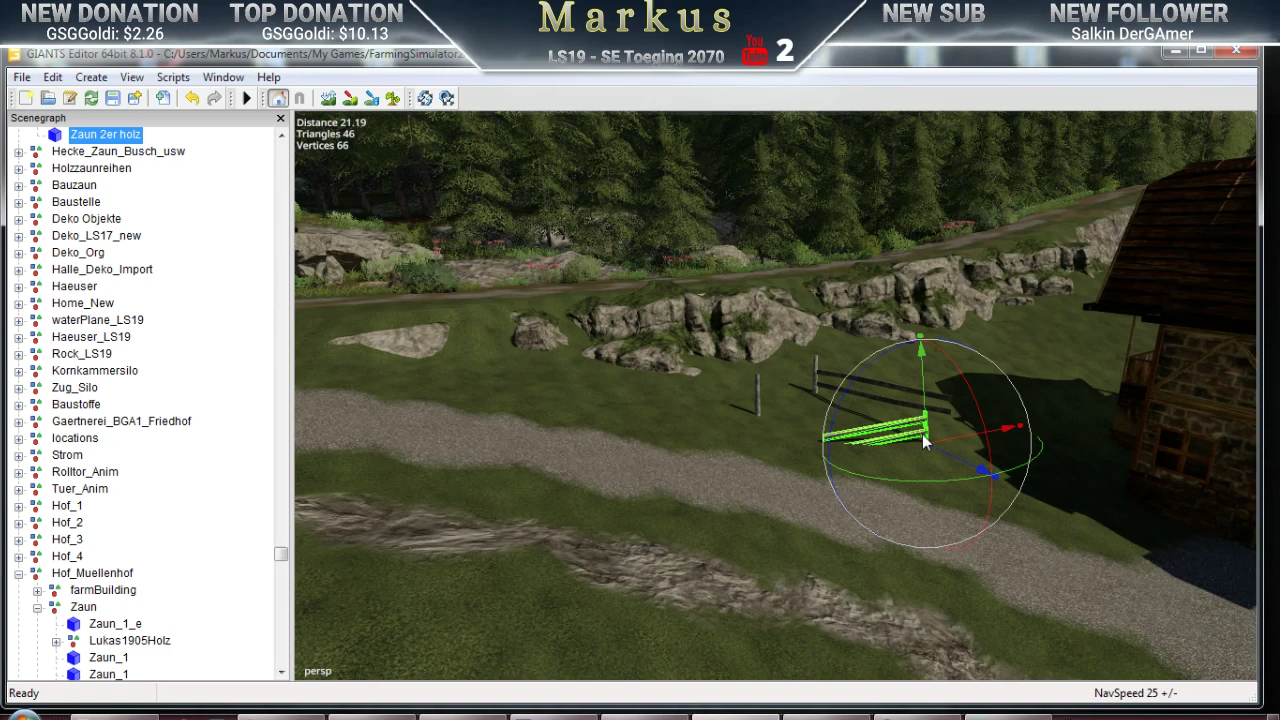 NEW DONATION
GSGGoldi: $2.26
TOP DONATION
GSGGoldi: $10.13
Markus
LS19 - SE Toeging 2070
You Tube
2
NEW SUB
NEW FOLLOWER
Salkin DerGAmer
GIANTS Editor 64bit 8.1.0 - C:/Users/Markus/Documents/My Games/FarmingSimulator
File Edit Create View Scripts Window Help
Scenegraph
Zaun 2er holz
Hecke_Zaun_Busch_usw
Holzzaunreihen
Bauzaun
Baustelle
Deko Objekte
Deko_LS17_new
Deko_Org
Halle_Deko_Import
Haeuser
Home_New
waterPlane_LS19
Haeuser_LS19
Rock_LS19
Kornkammersilo
Zug_Silo
Baustoffe
Gaertnerei_BGA1_Friedhof
locations
Strom
Rolltor_Anim
Tuer_Anim
Hof_1
Hof_2
Hof_3
Hof_4
Hof_Muellenhof
farmBuilding
Zaun
Zaun_1_e
Lukas1905Holz
Zaun_1
Zaun_1
Distance 21.19
Triangles 46
Vertices 66
persp
Ready
NavSpeed 25 +/-